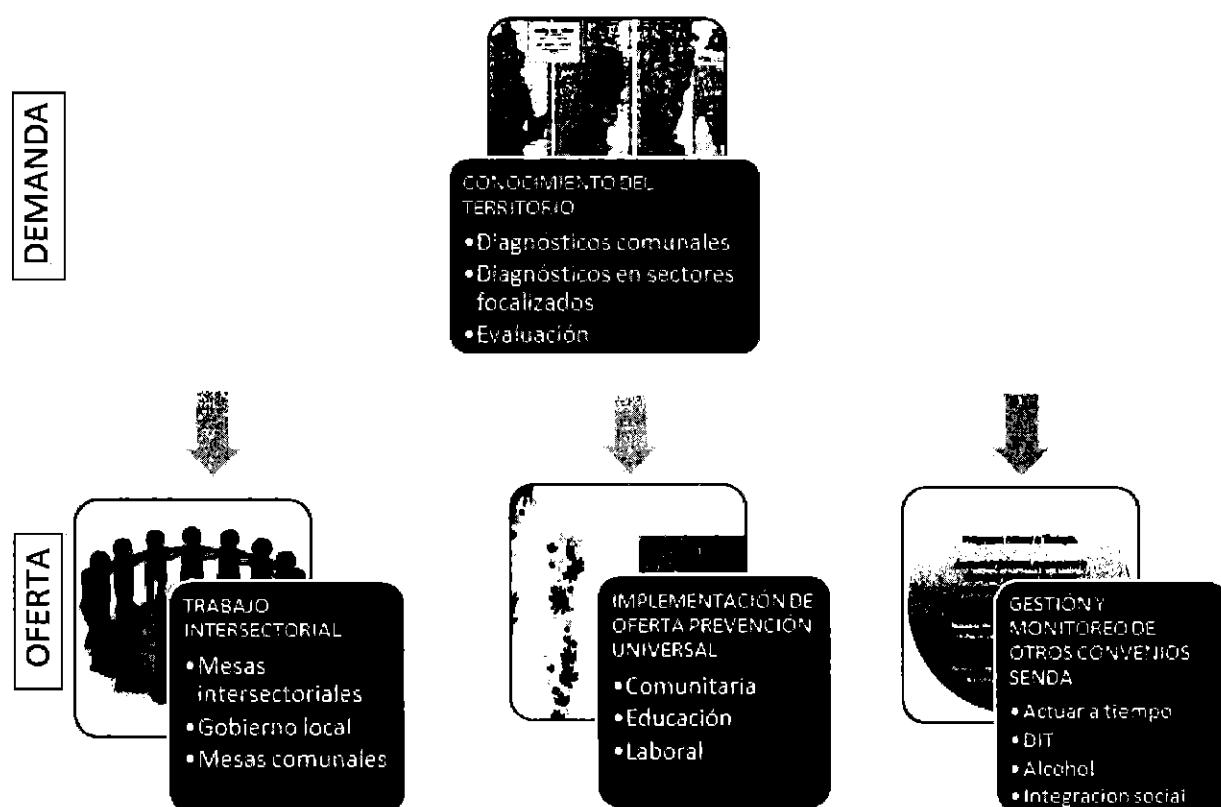 DEMANDA
CONOCIMIENTO DEL
TERRITORIO
•Diagnósticos comunales
•Diagnósticos en sectores
focalizados
•Evaluación
OFERTA
TRABAJO
INTERSECTORIAL
•Mesas
intersectoriales
•Gobierno local
•Mesas comunales
IMPLEMENTACIÓN DE
OFERTA PREVENCIÓN
UNIVERSAL
•Comunitaria
•Educación
•Laboral
GESTIÓN Y
MONITOREO DE
OTROS CONVENIOS
SENDA
•Actuar a tiempo
•DIT
•Alcohol
•Integracion social